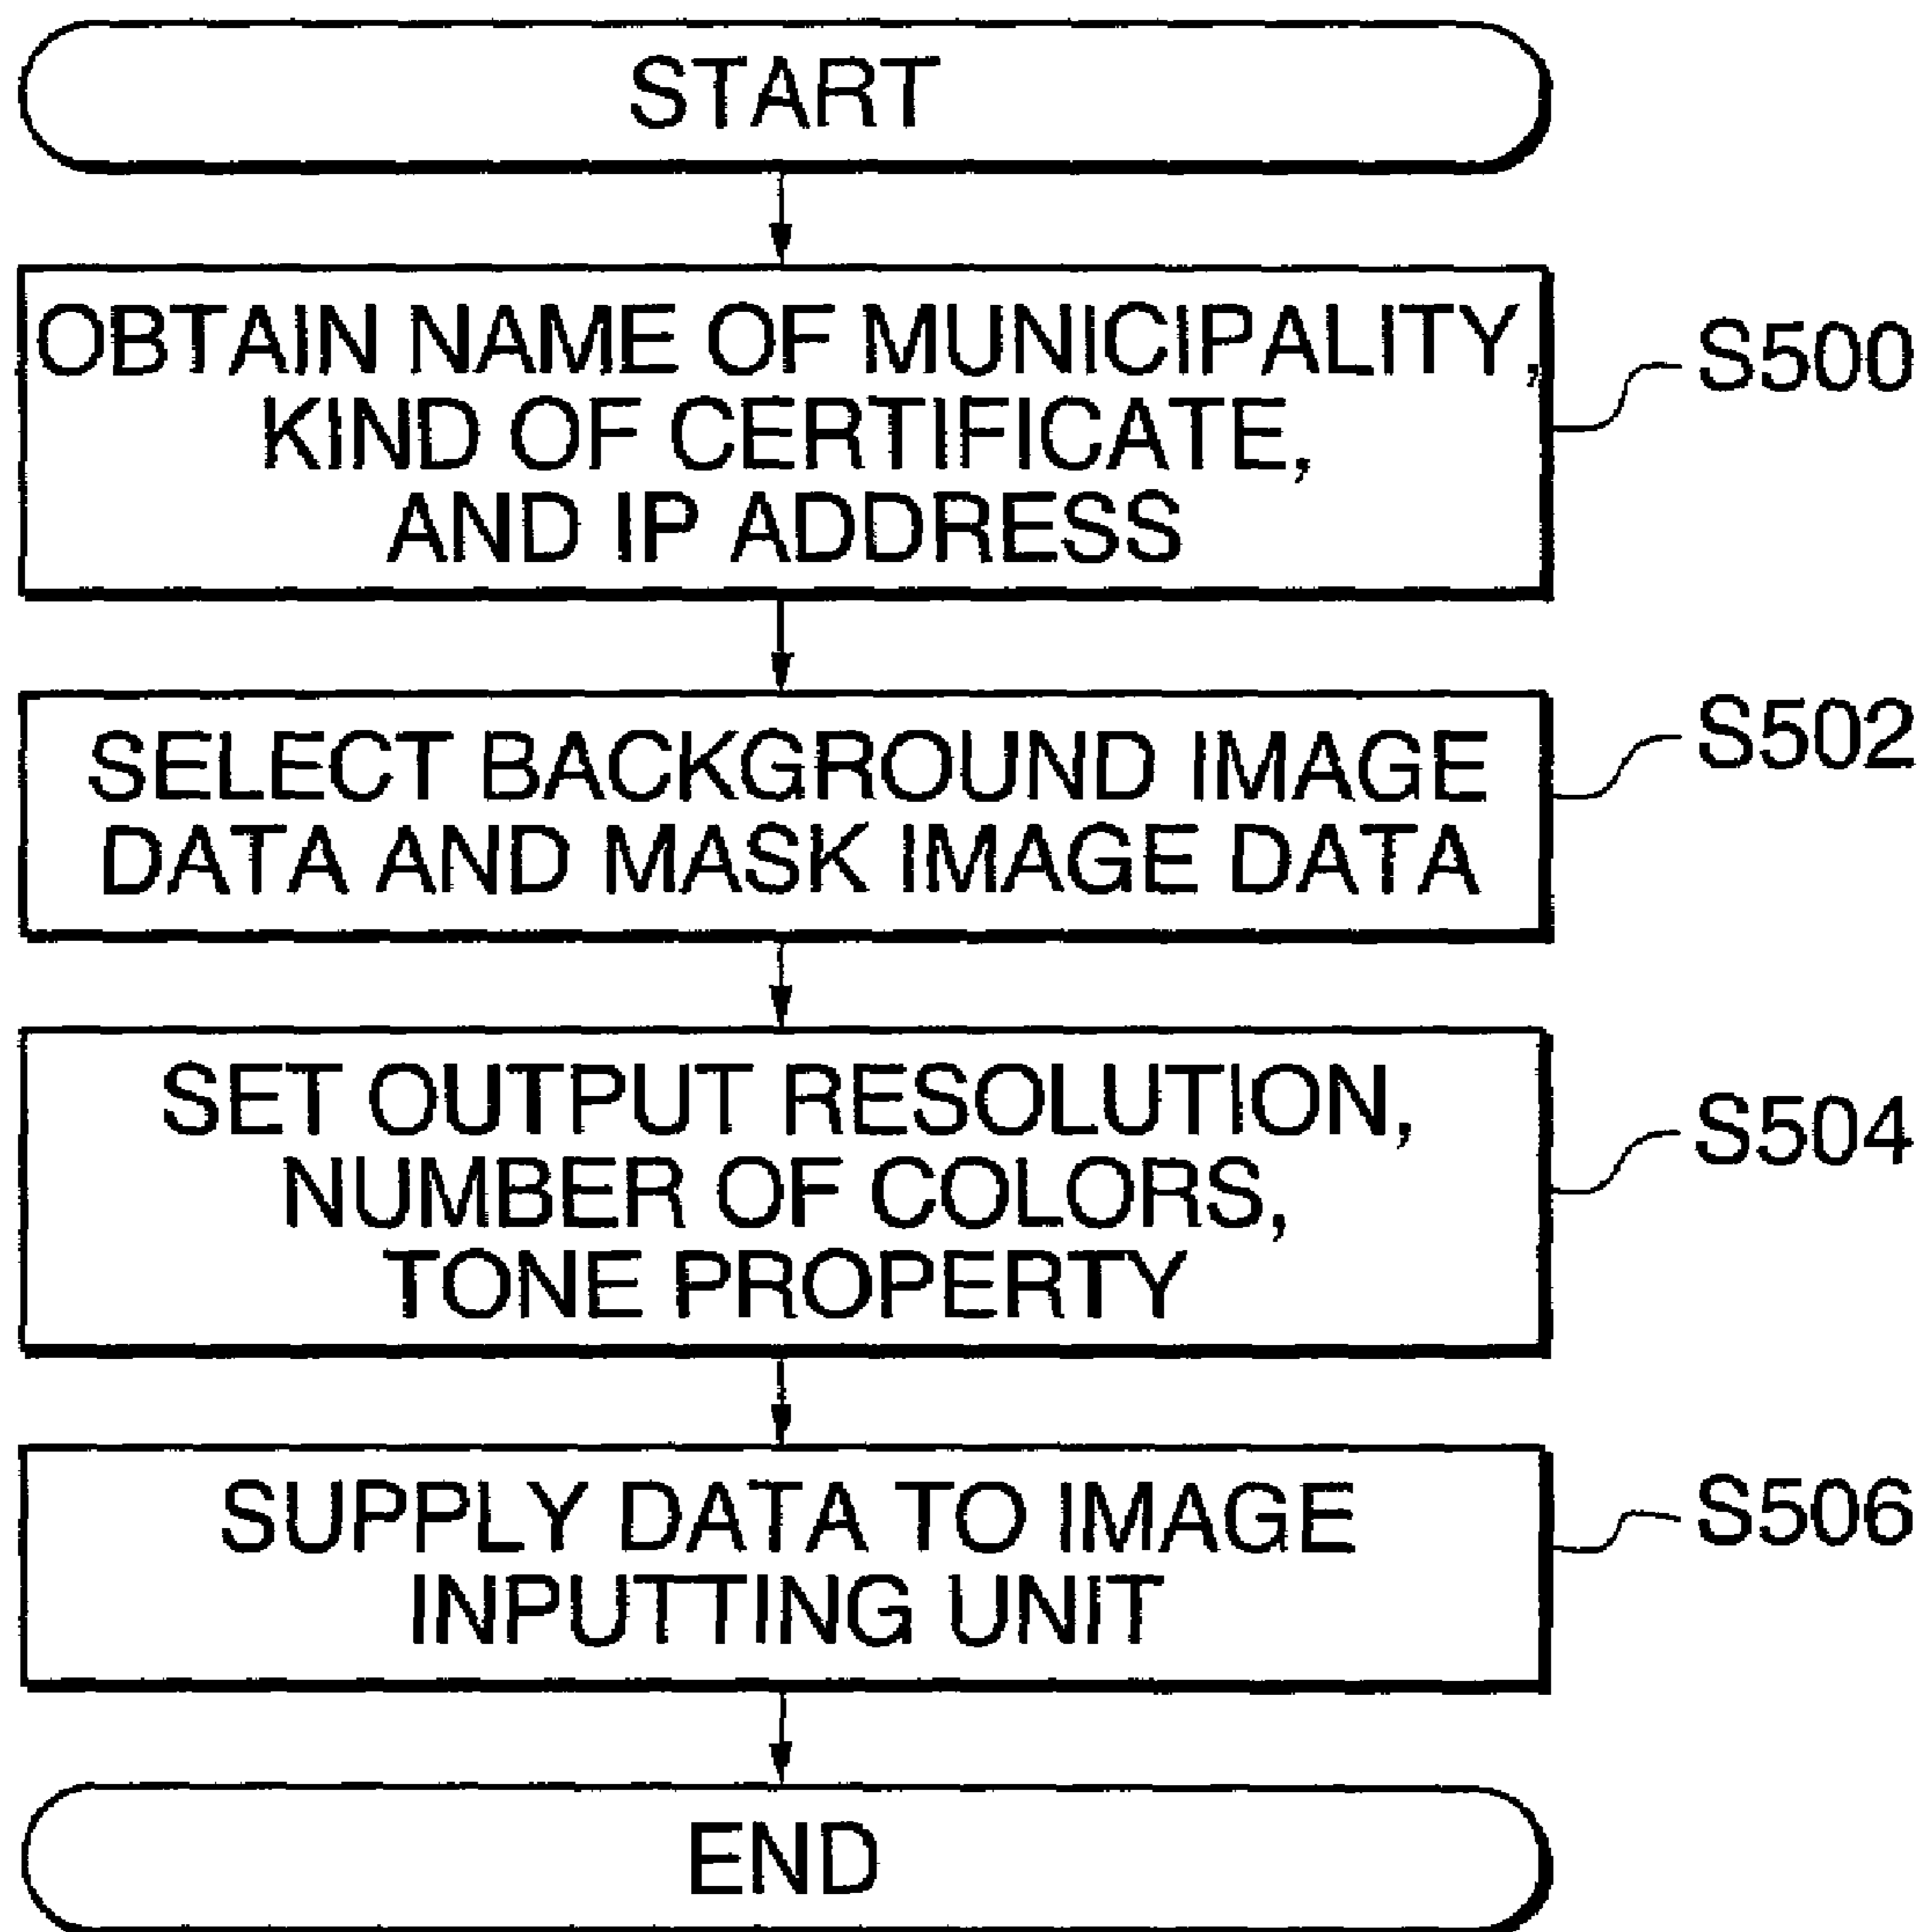 START
OBTAIN NAME OF MUNICIPALITY,
KIND OF CERTIFICATE,
AND IP ADDRESS
S500
SELECT BACKGROUND IMAGE
DATA AND MASK IMAGE DATA
S502
SET OUTPUT RESOLUTION,
NUMBER OF COLORS,
TONE PROPERTY
S504
SUPPLY DATA TO IMAGE
INPUTTING UNIT
S506
END